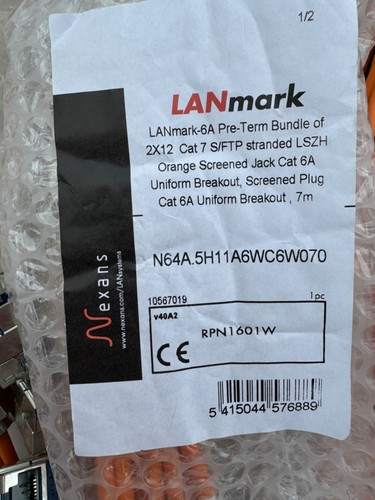 1/2
LANmark
LANmark-6A Pre-Term Bundle of
2X12 Cat 7 S/FTP stranded LSZH
Orange Screened Jack Cat 6A
Uniform Breakout, Screened Plug
Cat 6A Uniform Breakout , 7m
N64A.5H11A6WC6W070
10567019 1pc
v40A2
RPN1601W
CE
5 415044 576889
Nexans
www.nexans.com/LANsystems